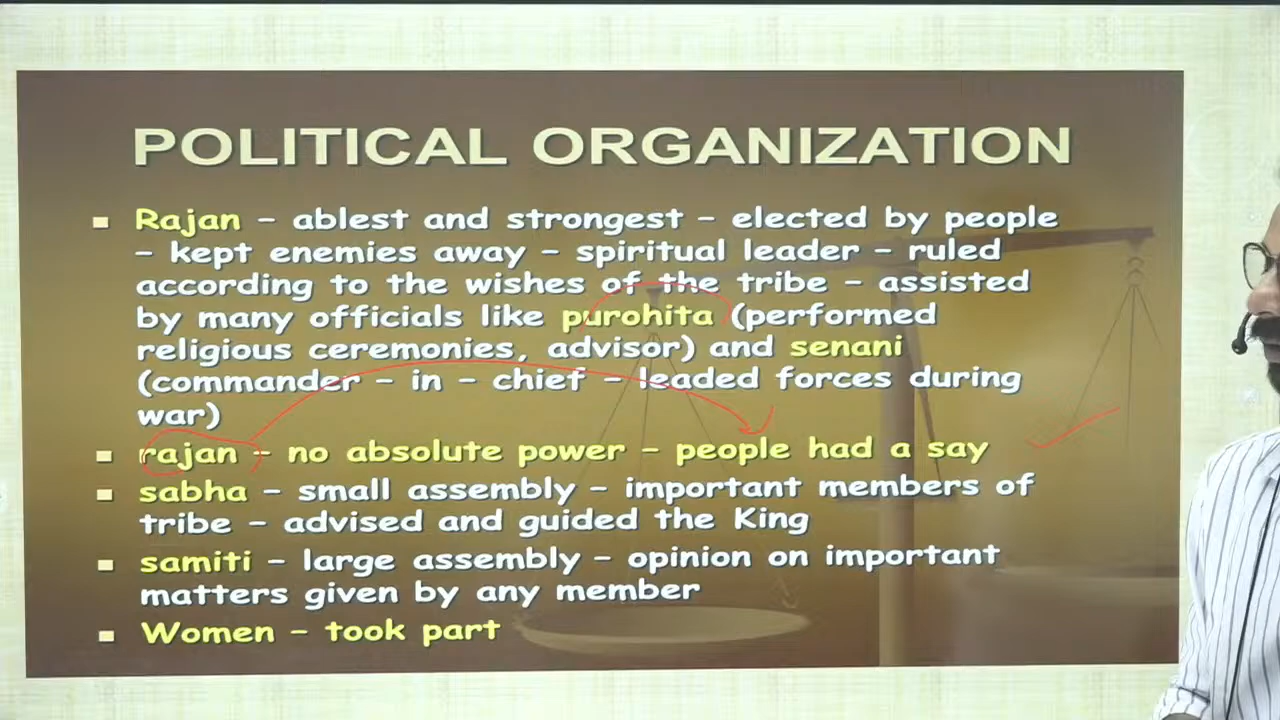 POLITICAL ORGANIZATION
Rajan – ablest and strongest – elected by people
– kept enemies away – spiritual leader – ruled
according to the wishes of the tribe – assisted
by many officials like purohita (performed
religious ceremonies, advisor) and senani
(commander – in – chief – leaded forces during
war)
rajan – no absolute power – people had a say
sabha – small assembly – important members of
tribe – advised and guided the King
samiti – large assembly – opinion on important
matters given by any member
Women – took part